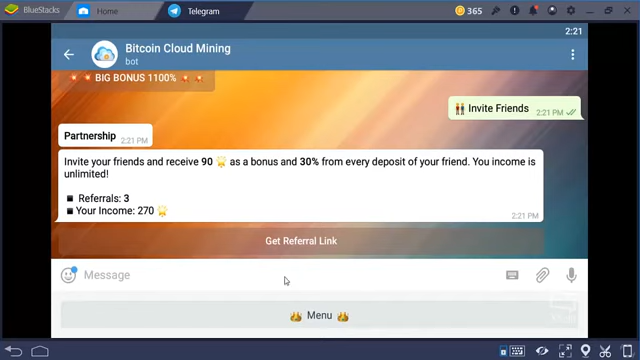 BlueStacks
Home
Telegram
365
2:21
Bitcoin Cloud Mining
bot
BIG BONUS 1100%
Invite Friends
2:21 PM
Partnership
2:21 PM
Invite your friends and receive 90 as a bonus and 30% from every deposit of your friend. You income is
unlimited!
Referrals: 3
Your Income: 270
2:21 PM
Get Referral Link
Message
Menu